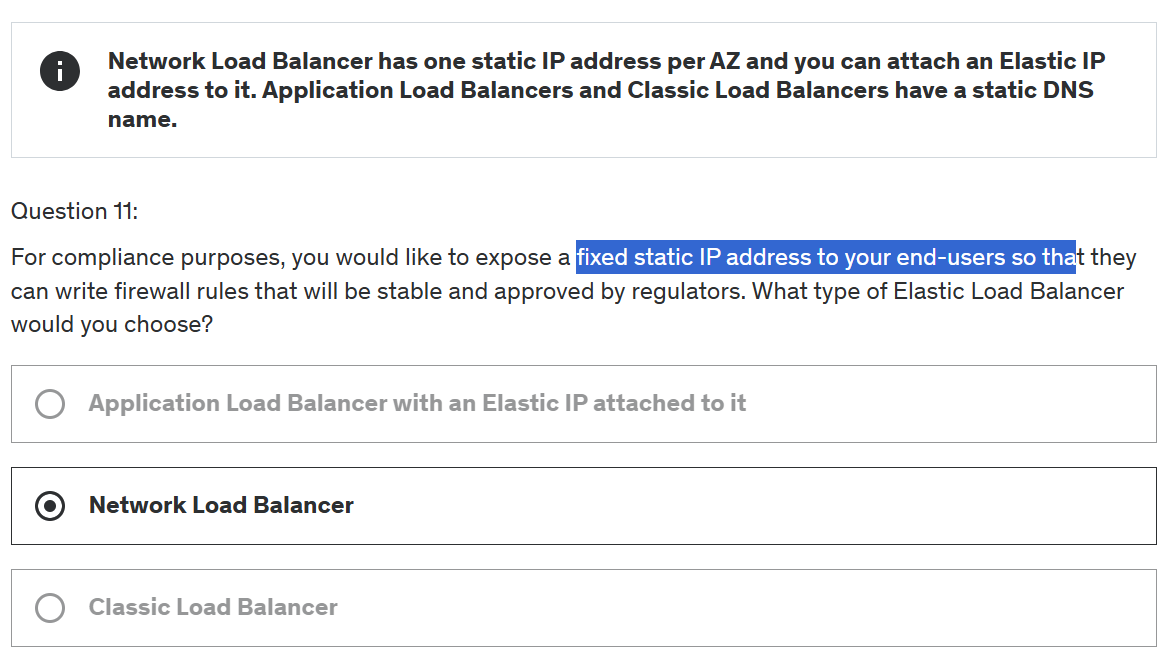 Network Load Balancer has one static IP address per AZ and you can attach an Elastic IP
address to it. Application Load Balancers and Classic Load Balancers have a static DNS
name.
Question 11:
For compliance purposes, you would like to expose a fixed static IP address to your end-users so that they
can write firewall rules that will be stable and approved by regulators. What type of Elastic Load Balancer
would you choose?
Application Load Balancer with an Elastic IP attached to it
Network Load Balancer
Classic Load Balancer